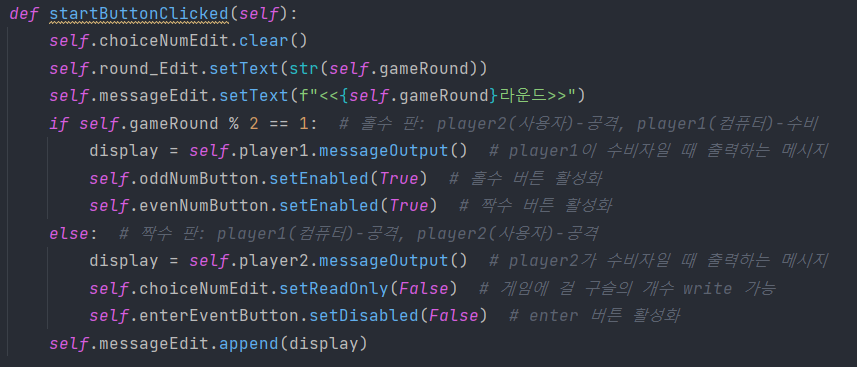 def startButtonClicked(self):
    self.choiceNumEdit.clear()
    self.round_Edit.setText(str(self.gameRound))
    self.messageEdit.setText(f"<<{self.gameRound}라운드>>")
    if self.gameRound % 2 == 1:  # 홀수 판: player2(사용자)-공격, player1(컴퓨터)-수비
        display = self.player1.messageOutput()  # player1이 수비자일 때 출력하는 메시지
        self.oddNumButton.setEnabled(True)  # 홀수 버튼 활성화
        self.evenNumButton.setEnabled(True)  # 짝수 버튼 활성화
    else:  # 짝수 판: player1(컴퓨터)-공격, player2(사용자)-공격
        display = self.player2.messageOutput()  # player2가 수비자일 때 출력하는 메시지
        self.choiceNumEdit.setReadOnly(False)  # 게임에 걸 구슬의 개수 write 가능
        self.enterEventButton.setDisabled(False)  # enter 버튼 활성화
    self.messageEdit.append(display)